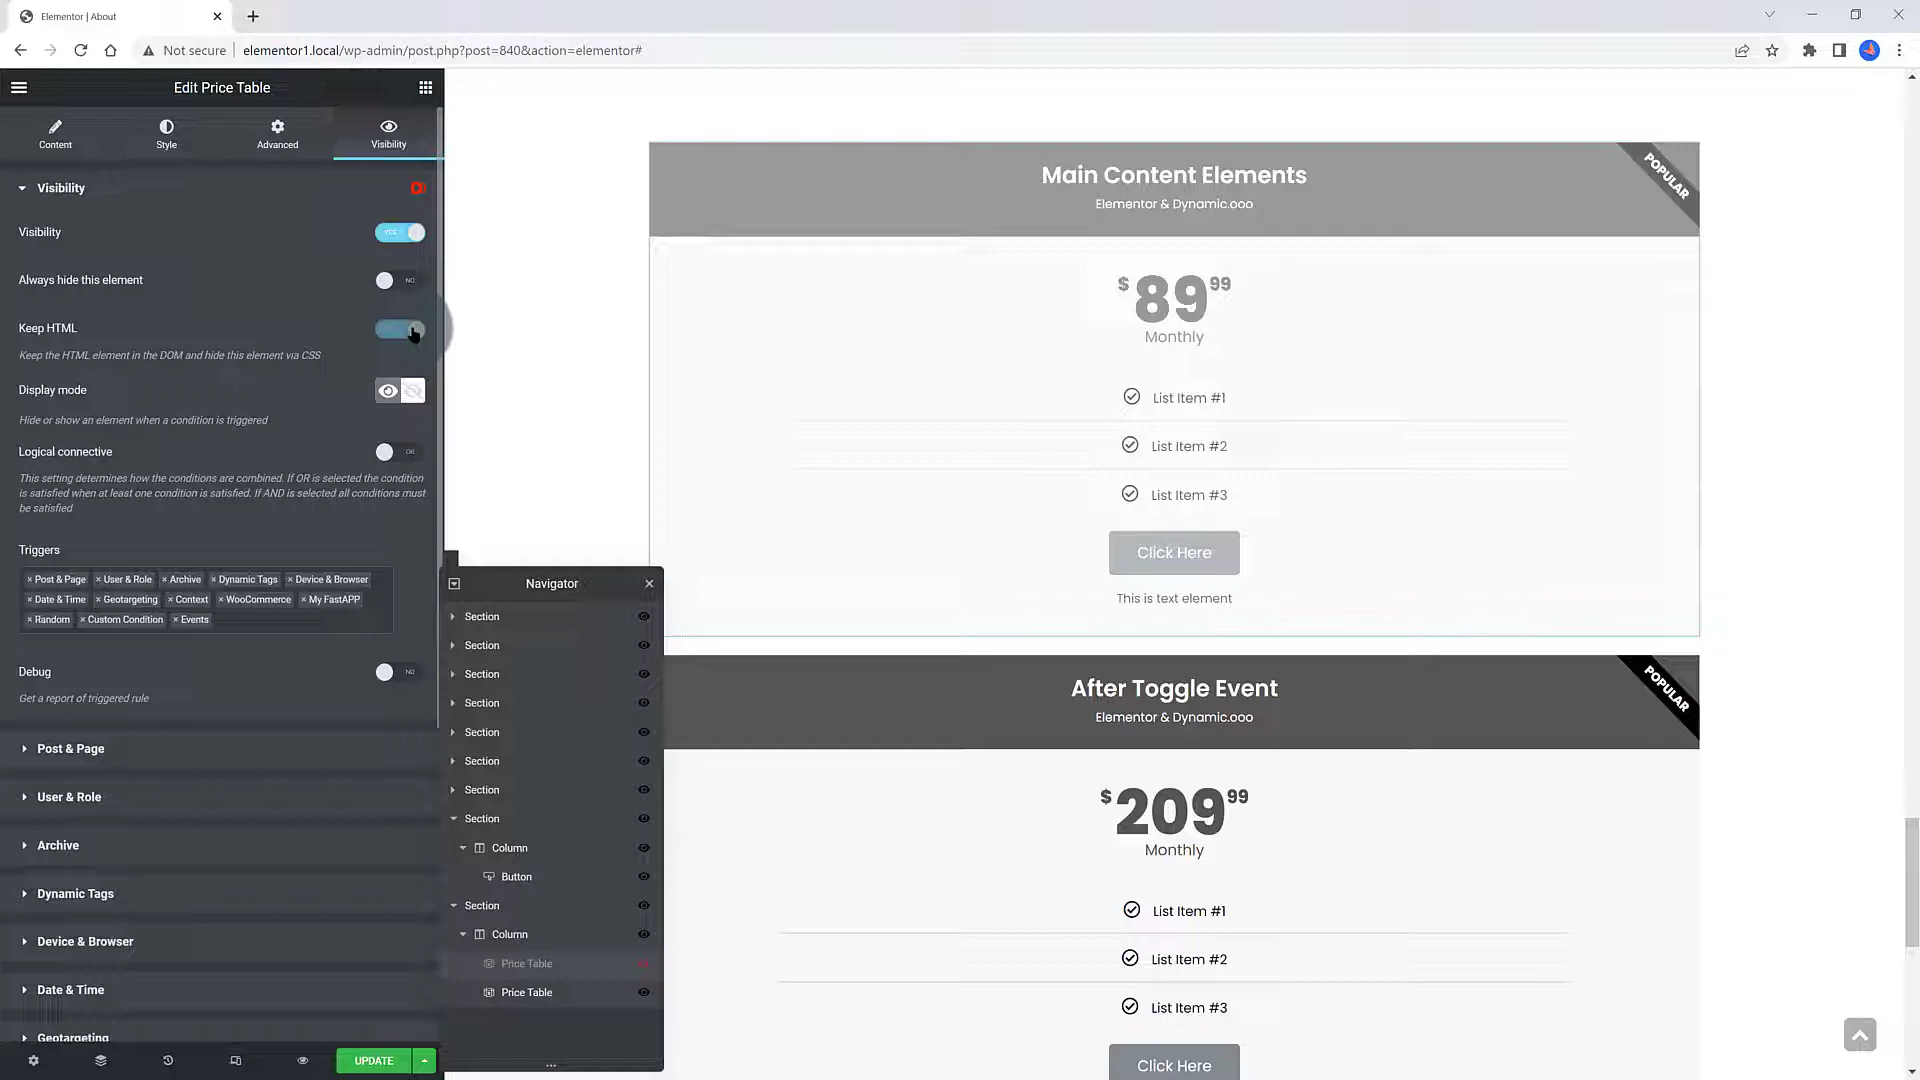 Elementor | About
Not secure
elementor1.local/wp-admin/post.php?post=840&action=elementor#
Edit Price Table
Content
Style
Advanced
Visibility
Visibility
Visibility
YES
Always hide this element
NO
Keep HTML
Keep the HTML element in the DOM and hide this element via CSS
Display mode
Hide or show an element when a condition is triggered
Logical connective
OR
This setting determines how the conditions are combined. If OR is selected the condition
is satisfied when at least one condition is satisfied. If AND is selected all conditions must
be satisfied
Triggers
× Post & Page × User & Role × Archive × Dynamic Tags × Device & Browser
× Date & Time × Geotargeting × Context × WooCommerce × My FastAPP
× Random × Custom Condition × Events
Debug
NO
Get a report of triggered rule
Post & Page
User & Role
Archive
Dynamic Tags
Device & Browser
Date & Time
Geotargeting
UPDATE
Navigator
Section
Section
Section
Section
Section
Section
Section
Section
Column
Button
Section
Column
Price Table
Price Table
Main Content Elements
Elementor & Dynamic.ooo
POPULAR
$89 99
Monthly
List Item #1
List Item #2
List Item #3
Click Here
This is text element
After Toggle Event
Elementor & Dynamic.ooo
POPULAR
$209 99
Monthly
List Item #1
List Item #2
List Item #3
Click Here